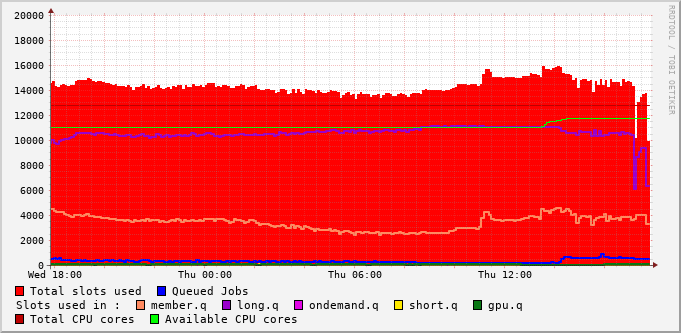 20000
18000
16000
14000
12000
10000
8000
6000
4000
2000
0
Wed 18:00 Thu 00:00 Thu 06:00 Thu 12:00
Total slots used Queued Jobs
Slots used in : member.q long.q ondemand.q short.q gpu.q
Total CPU cores Available CPU cores
RRDTOOL / TOBI OETIKER